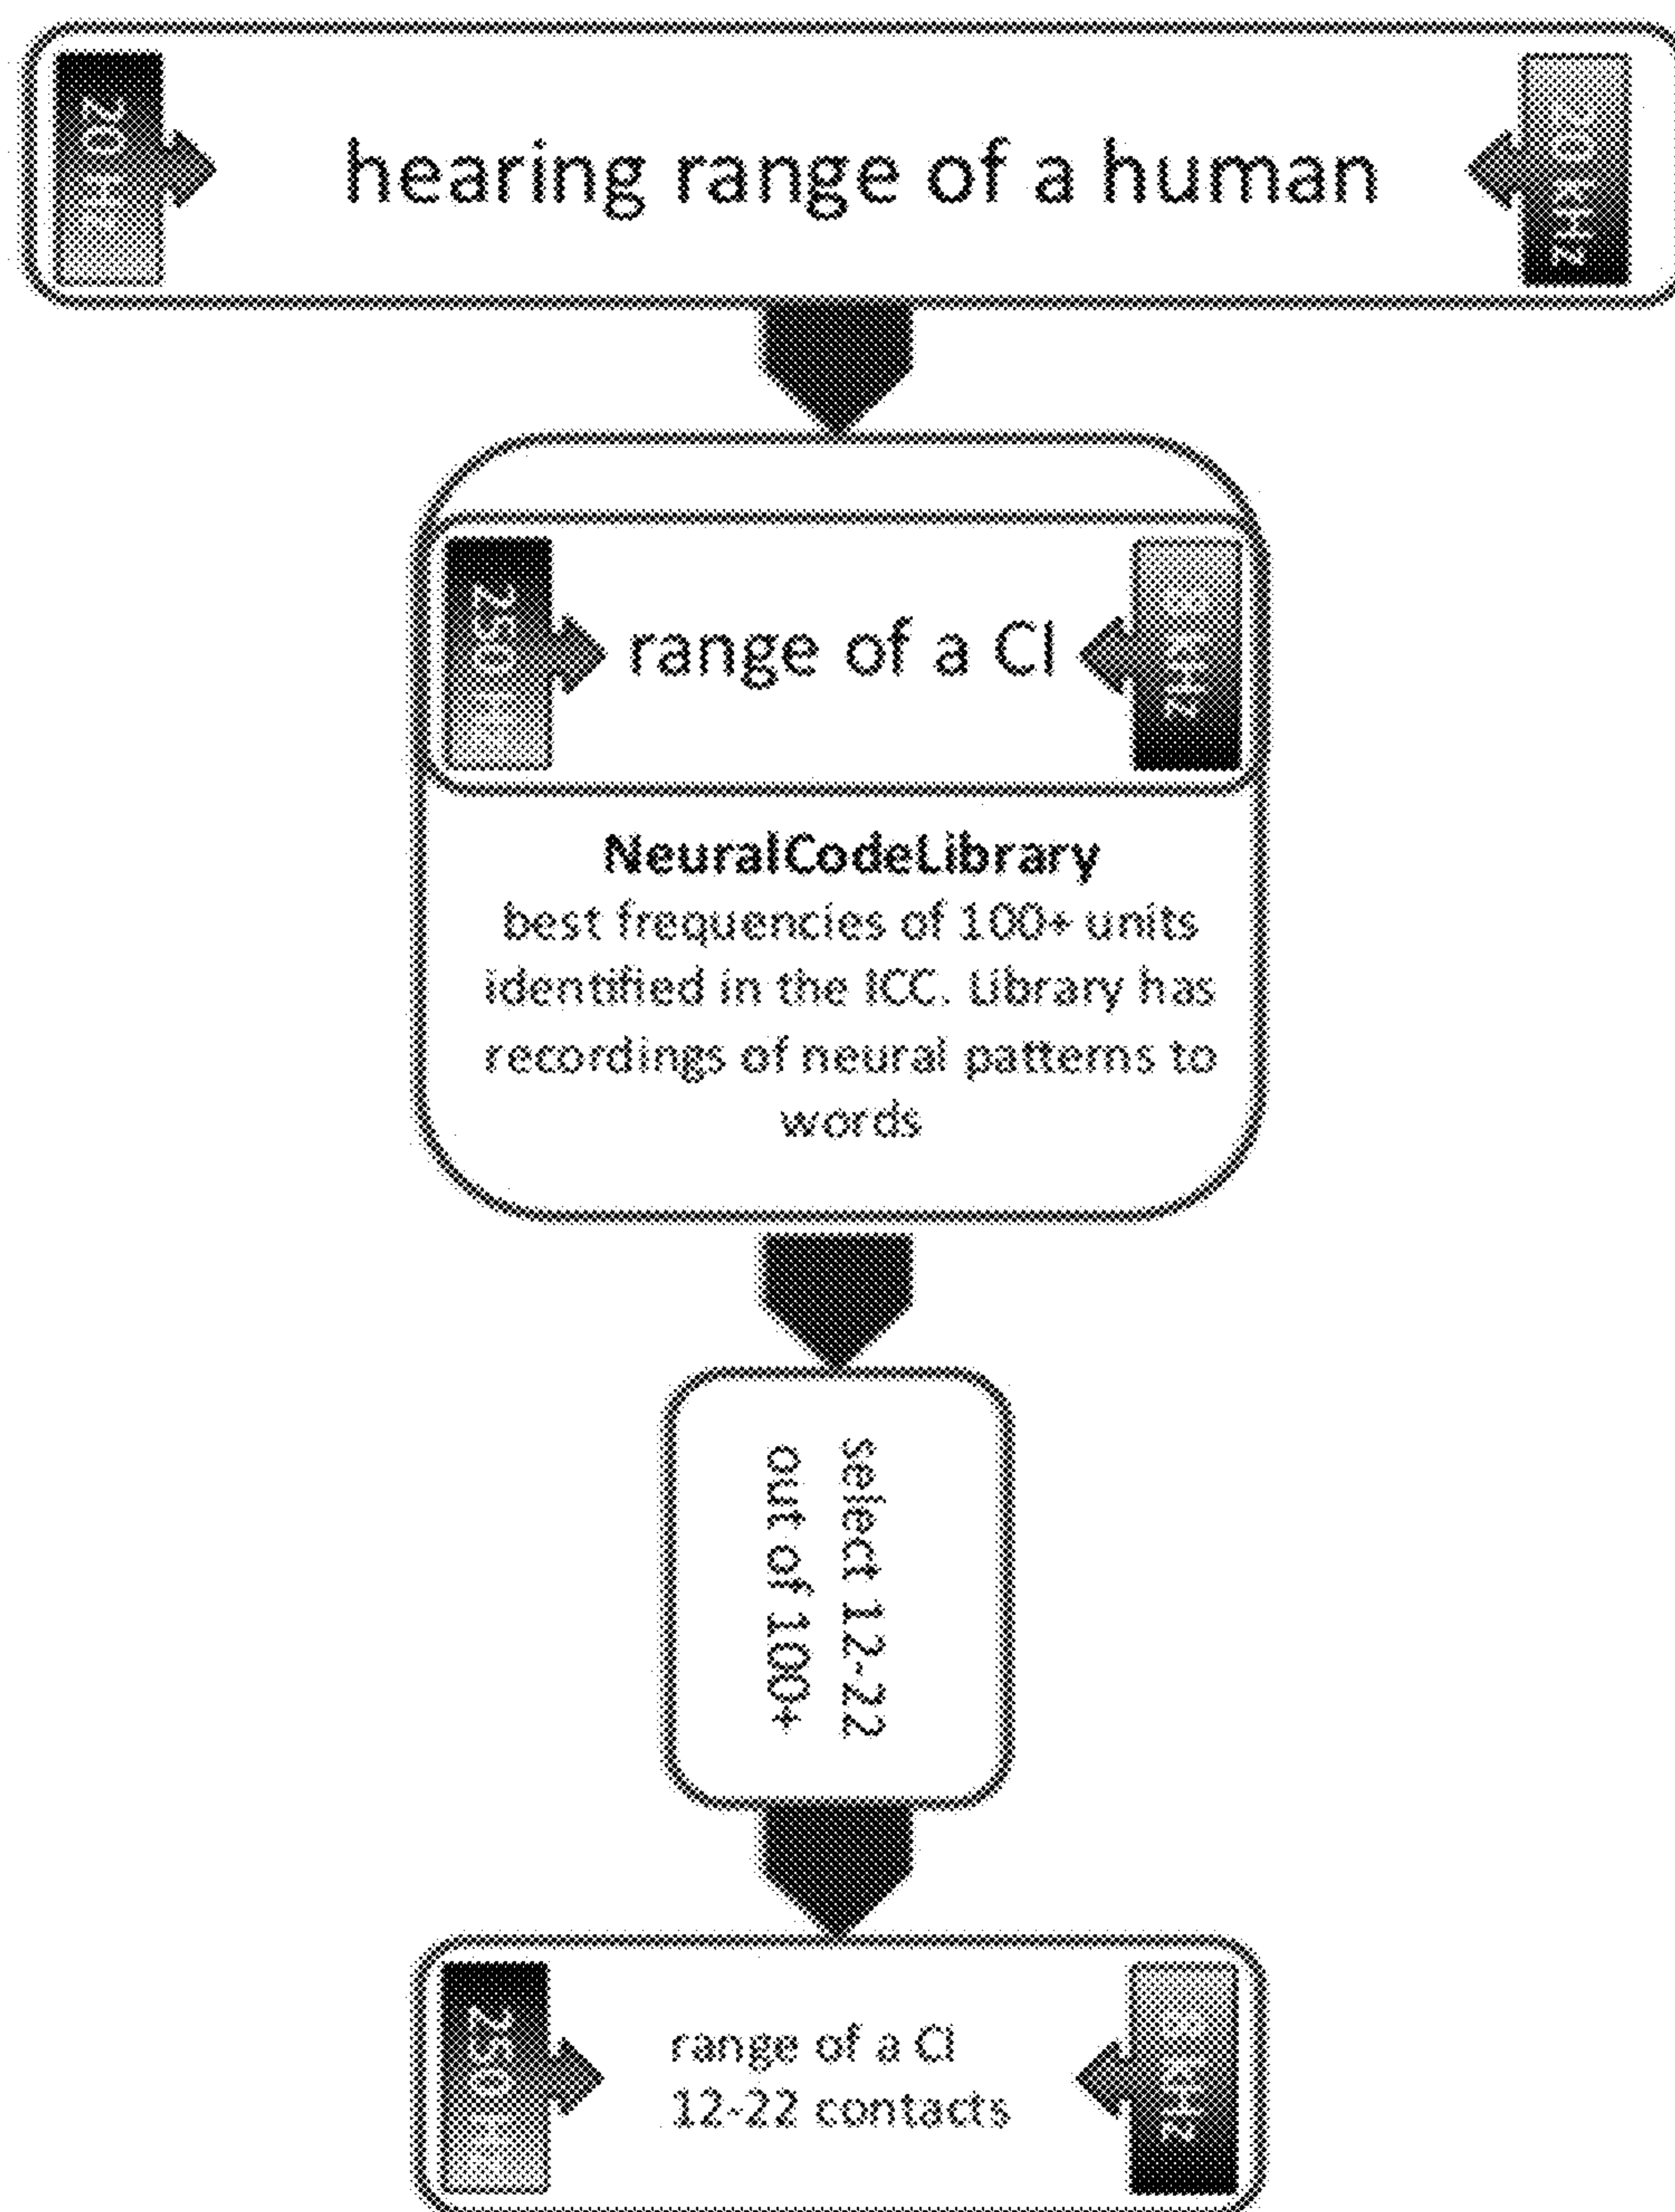 hearing range of a human
range of a CI
NeuralCodeLibrary
best frequencies of 100+ units
identified in the ICC. Library has
recordings of neural patterns to
words
select 12-22
out of 100+
range of a CI
12-22 contacts